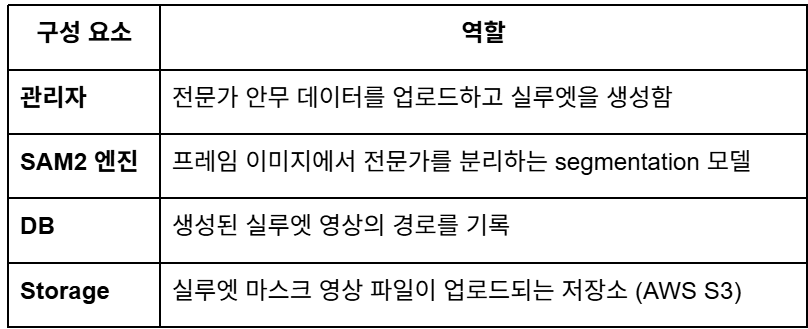 구성 요소 역할
관리자 전문가 안무 데이터를 업로드하고 실루엣을 생성함
SAM2 엔진 프레임 이미지에서 전문가를 분리하는 segmentation 모델
DB 생성된 실루엣 영상의 경로를 기록
Storage 실루엣 마스크 영상 파일이 업로드되는 저장소 (AWS S3)